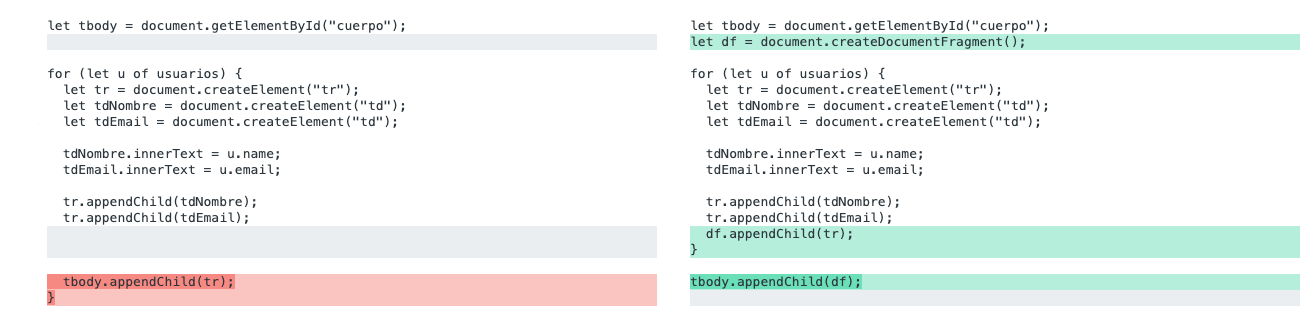 let tbody = document.getElementById("cuerpo");

for (let u of usuarios) {
  let tr = document.createElement("tr");
  let tdNombre = document.createElement("td");
  let tdEmail = document.createElement("td");

  tdNombre.innerText = u.name;
  tdEmail.innerText = u.email;

  tr.appendChild(tdNombre);
  tr.appendChild(tdEmail);

  tbody.appendChild(tr);
}

let tbody = document.getElementById("cuerpo");
let df = document.createDocumentFragment();

for (let u of usuarios) {
  let tr = document.createElement("tr");
  let tdNombre = document.createElement("td");
  let tdEmail = document.createElement("td");

  tdNombre.innerText = u.name;
  tdEmail.innerText = u.email;

  tr.appendChild(tdNombre);
  tr.appendChild(tdEmail);
  df.appendChild(tr);
}

tbody.appendChild(df);